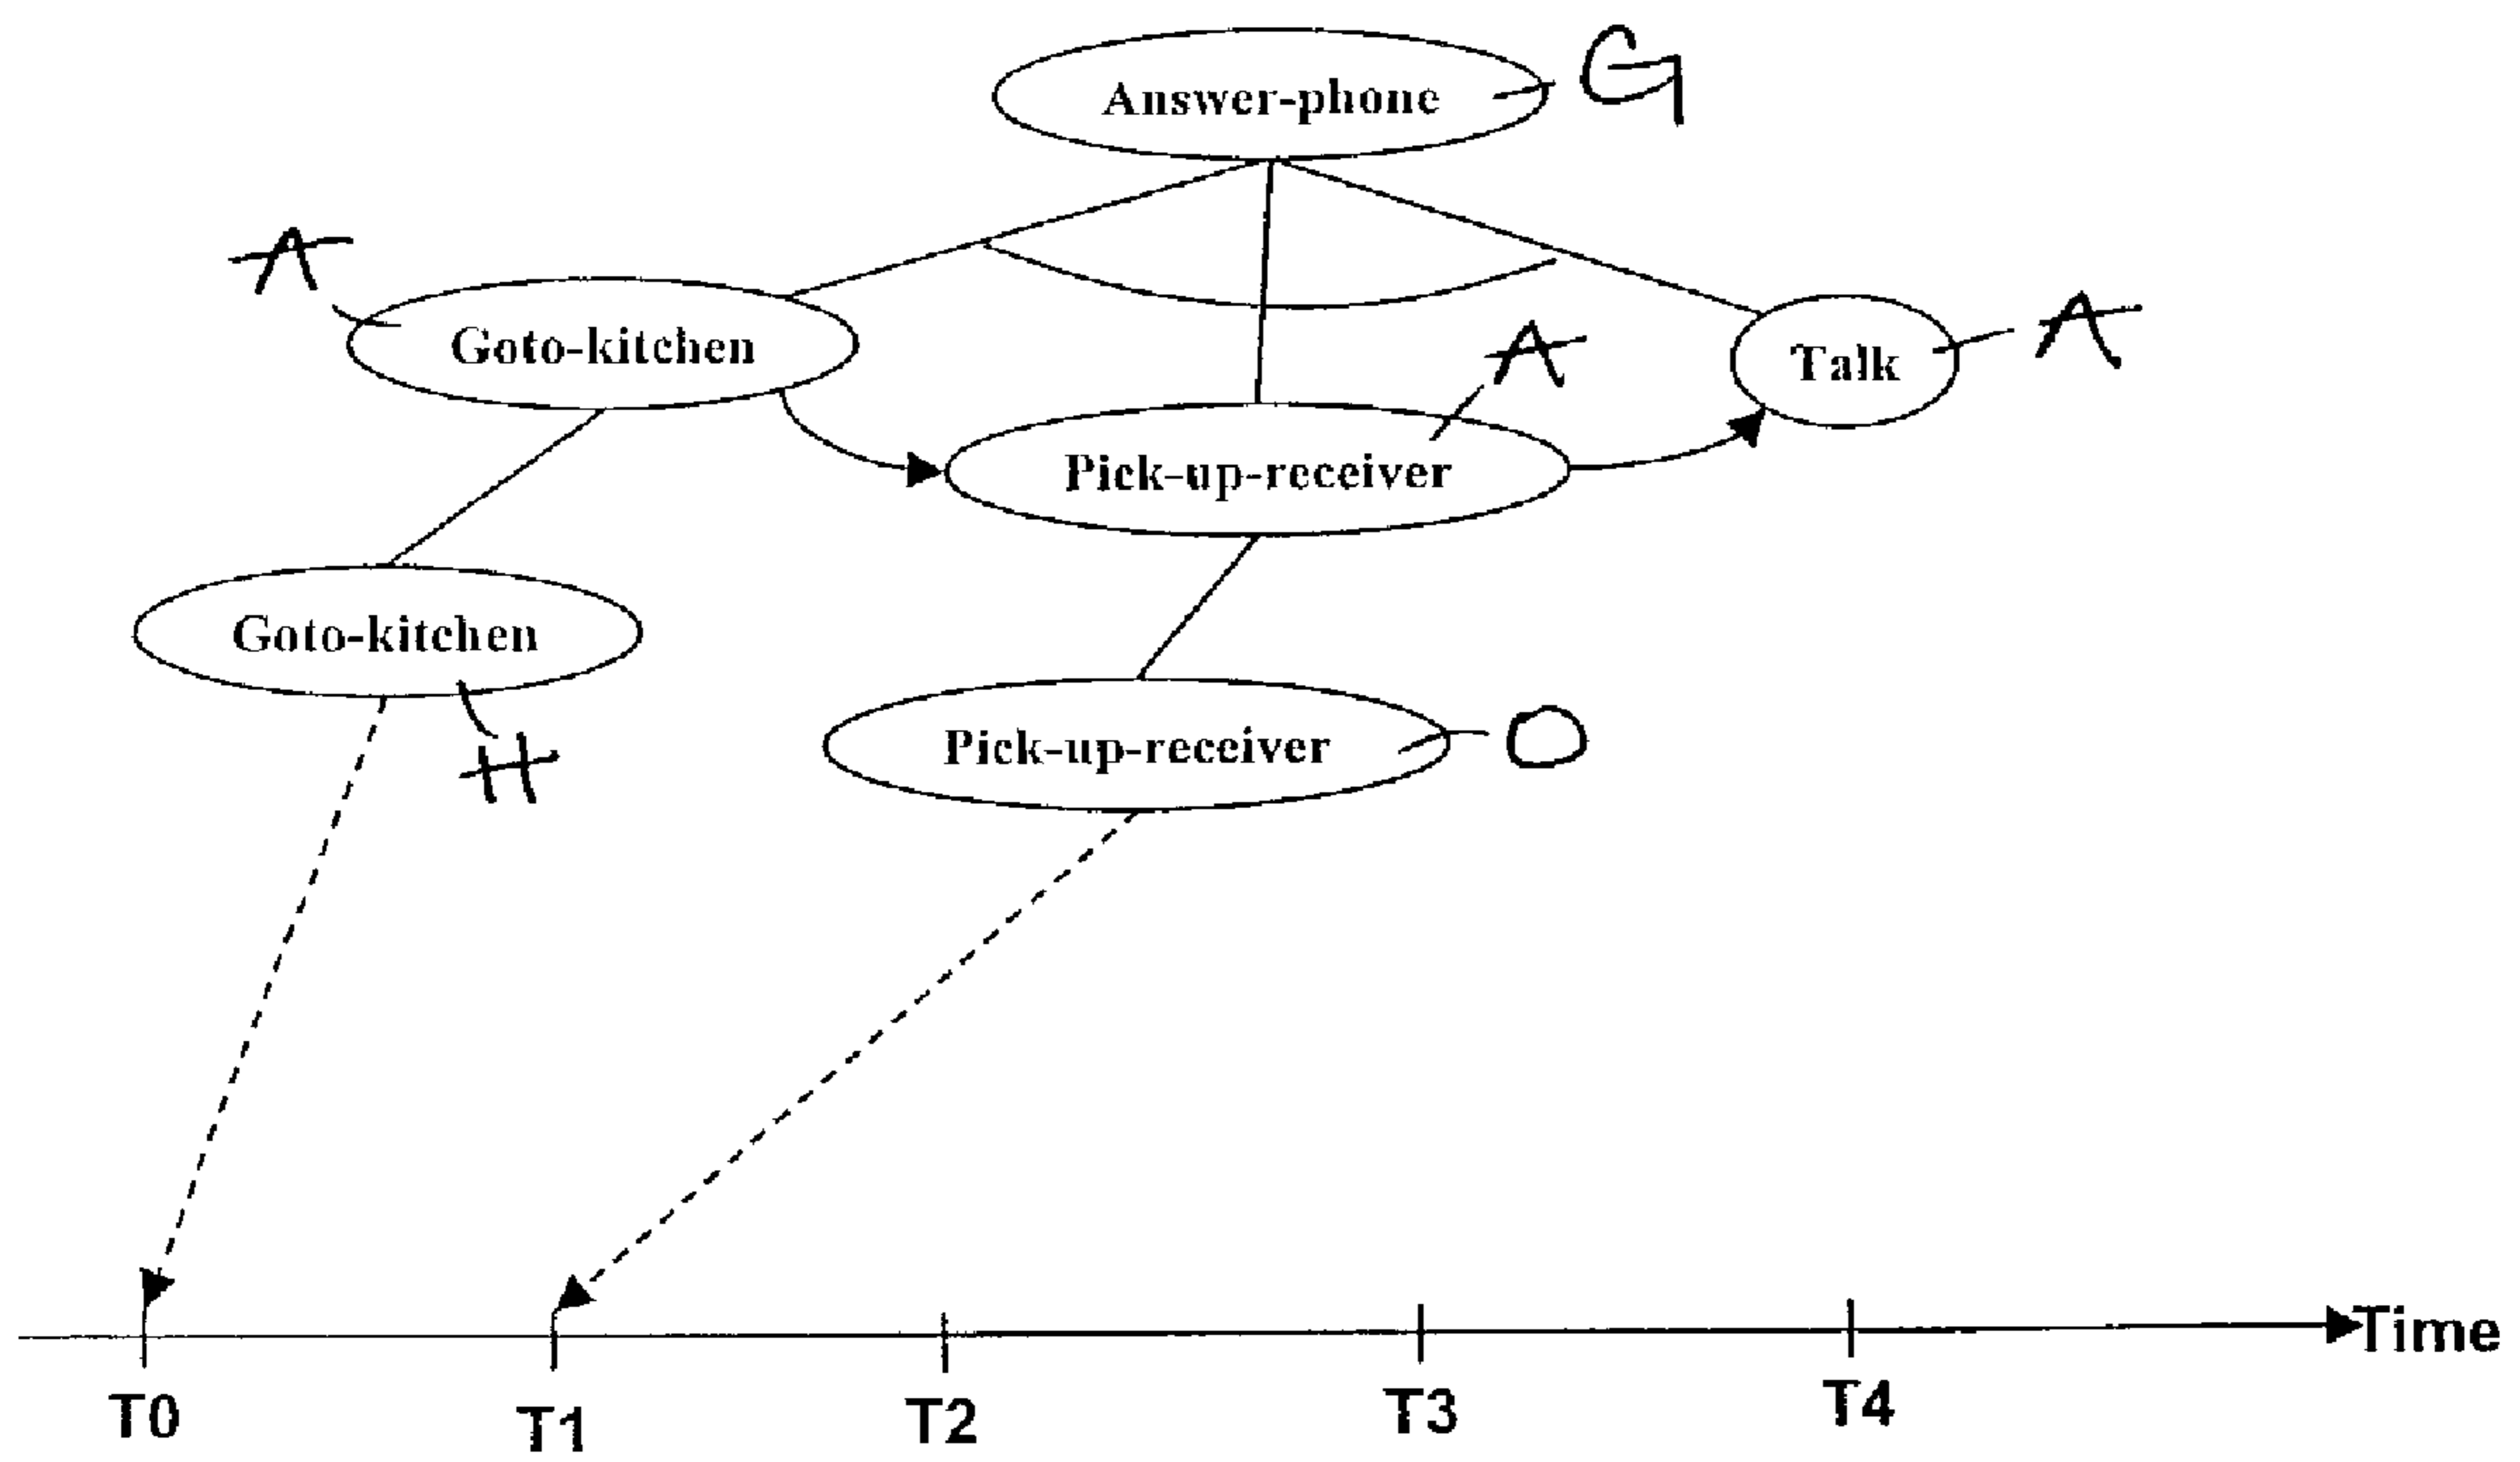 Answer-phone
G
A
Goto-kitchen
A
Talk
A
Pick-up-receiver
Goto-kitchen
H
Pick-up-receiver
O
Time
T0
T1
T2
T3
T4